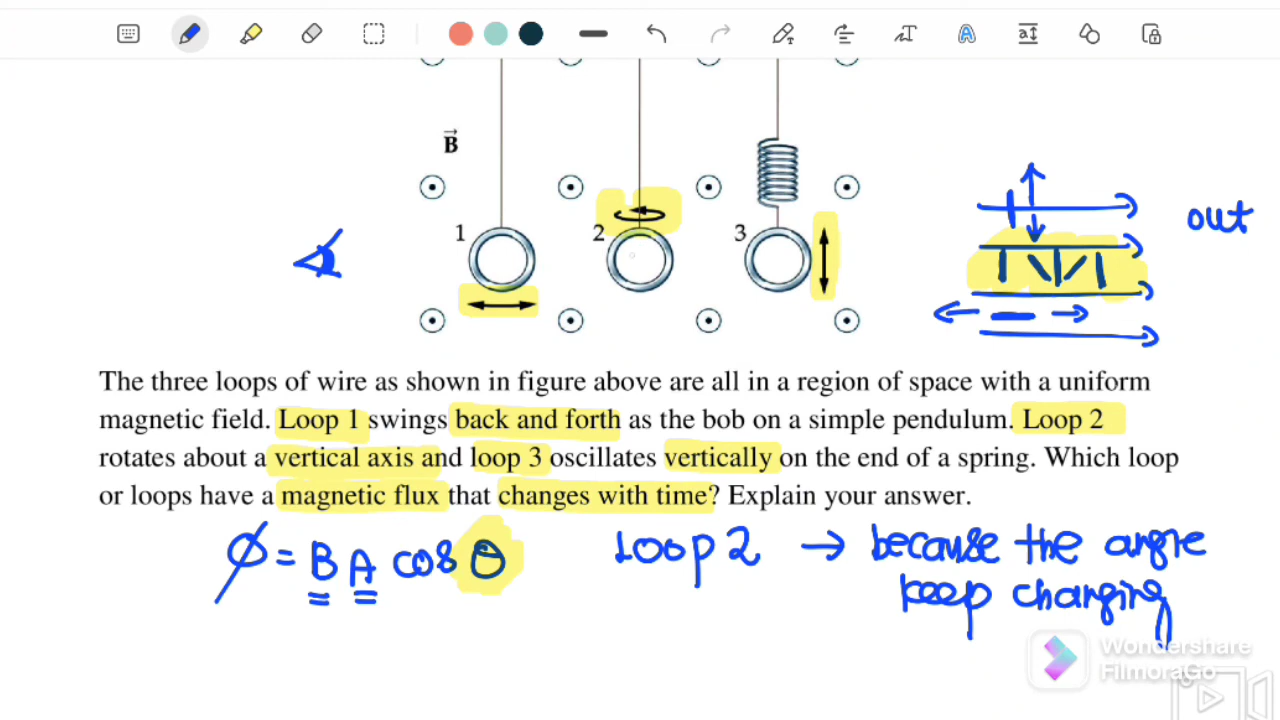 out
B
1 2 3
The three loops of wire as shown in figure above are all in a region of space with a uniform
magnetic field. Loop 1 swings back and forth as the bob on a simple pendulum. Loop 2
rotates about a vertical axis and loop 3 oscillates vertically on the end of a spring. Which loop
or loops have a magnetic flux that changes with time? Explain your answer.
ϕ = B A cos θ
Loop 2 → because the angle
keep changing
Wondershare
FilmoraGo